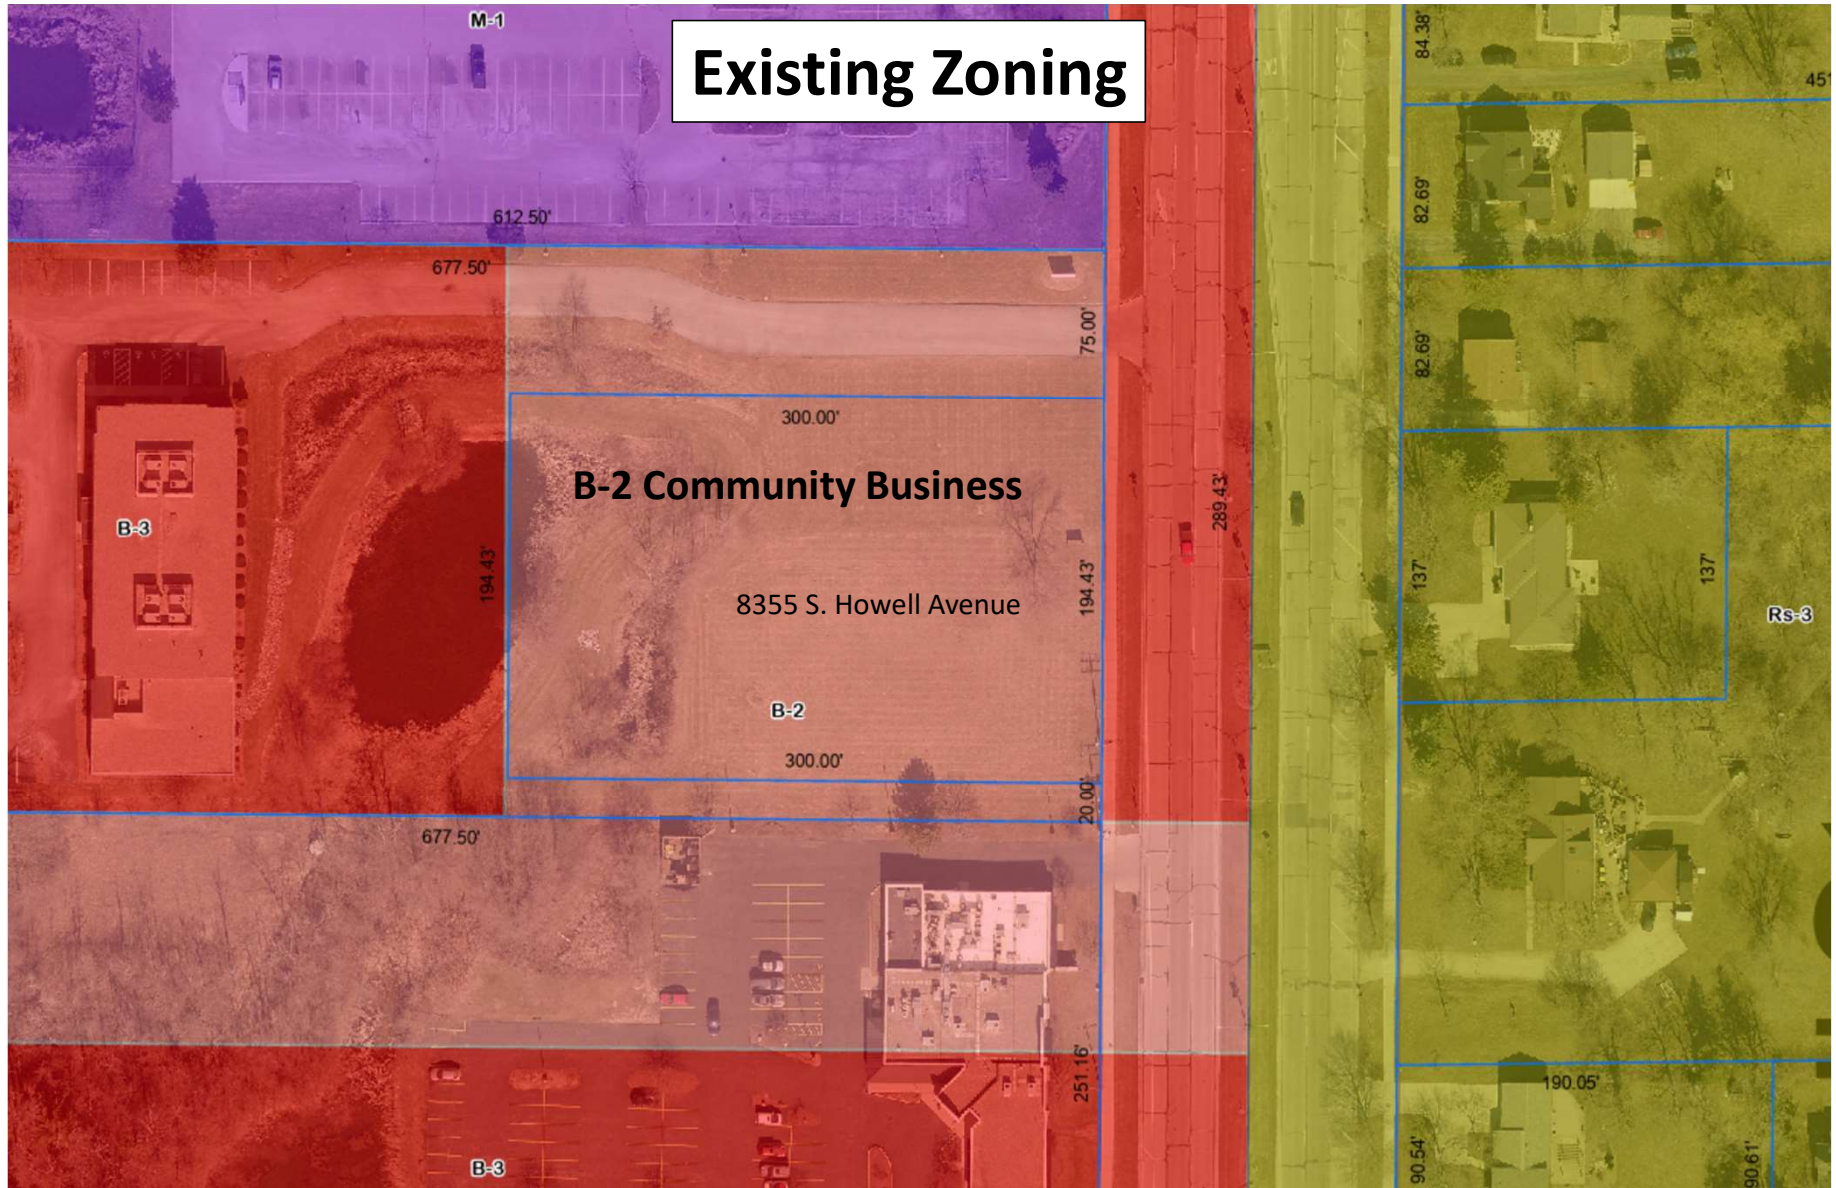 M-1
Existing Zoning
84.38'
451
82.69'
612.50'
677.50'
75.00'
82.69'
300.00'
B-2 Community Business
289.43'
B-3
194.43'
194.43'
137'
137'
8355 S. Howell Avenue
Rs-3
B-2
300.00'
20.00'
677.50'
251.16'
190.05'
90.54'
90.61'
B-3